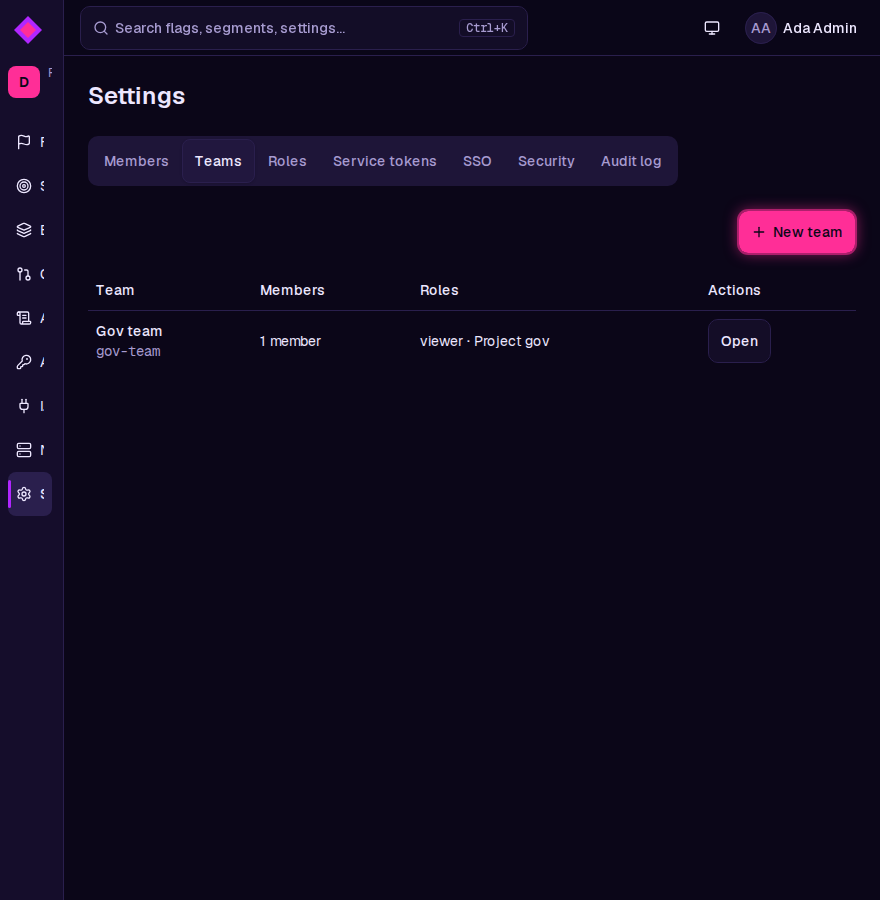 Search flags, segments, settings... Ctrl+K
AA Ada Admin
D
Settings
Members Teams Roles Service tokens SSO Security Audit log
+ New team
Team Members Roles Actions
Gov team
gov-team
1 member
viewer · Project gov
Open